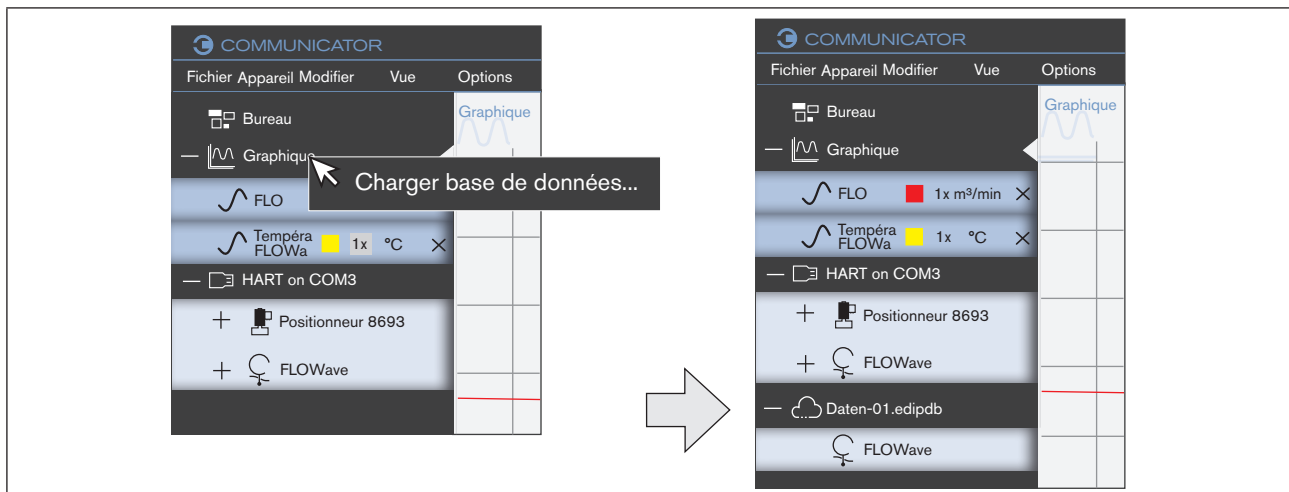 COMMUNICATOR
Fichier Appareil Modifier Vue Options
Bureau
Graphique
Graphique
Charger base de données...
FLO
Tempéra
FLOWa
1x °C
HART on COM3
Positionneur 8693
FLOWave
COMMUNICATOR
Fichier Appareil Modifier Vue Options
Bureau
Graphique
Graphique
FLO 1x m³/min
Tempéra
FLOWa
1x °C
HART on COM3
Positionneur 8693
FLOWave
Daten-01.edipdb
FLOWave